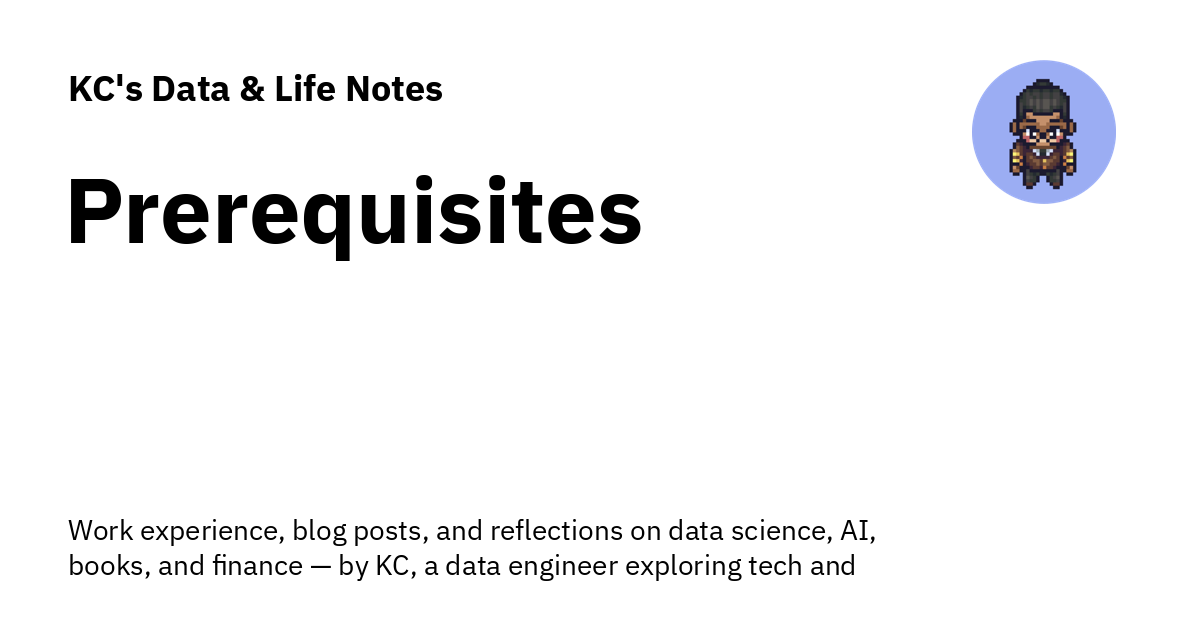 KC's Data & Life Notes
Prerequisites
Work experience, blog posts, and reflections on data science, AI,
books, and finance — by KC, a data engineer exploring tech and